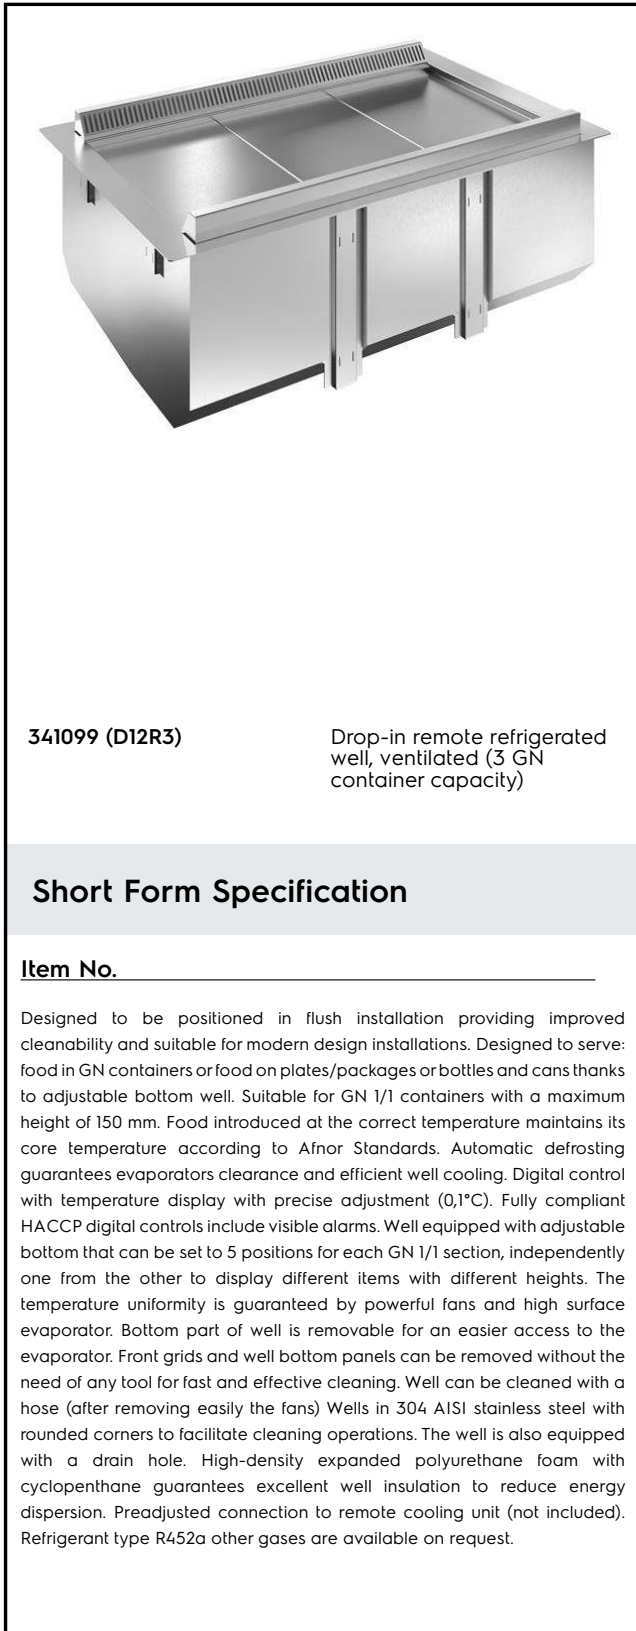 341099 (D12R3)
Drop-in remote refrigerated
well, ventilated (3 GN
container capacity)
Short Form Specification
Item No.
Designed to be positioned in flush installation providing improved
cleanability and suitable for modern design installations. Designed to serve:
food in GN containers or food on plates/packages or bottles and cans thanks
to adjustable bottom well. Suitable for GN 1/1 containers with a maximum
height of 150 mm. Food introduced at the correct temperature maintains its
core temperature according to Afnor Standards. Automatic defrosting
guarantees evaporators clearance and efficient well cooling. Digital control
with temperature display with precise adjustment (0,1°C). Fully compliant
HACCP digital controls include visible alarms. Well equipped with adjustable
bottom that can be set to 5 positions for each GN 1/1 section, independently
one from the other to display different items with different heights. The
temperature uniformity is guaranteed by powerful fans and high surface
evaporator. Bottom part of well is removable for an easier access to the
evaporator. Front grids and well bottom panels can be removed without the
need of any tool for fast and effective cleaning. Well can be cleaned with a
hose (after removing easily the fans) Wells in 304 AISI stainless steel with
rounded corners to facilitate cleaning operations. The well is also equipped
with a drain hole. High-density expanded polyurethane foam with
cyclopenthane guarantees excellent well insulation to reduce energy
dispersion. Preadjusted connection to remote cooling unit (not included).
Refrigerant type R452a other gases are available on request.